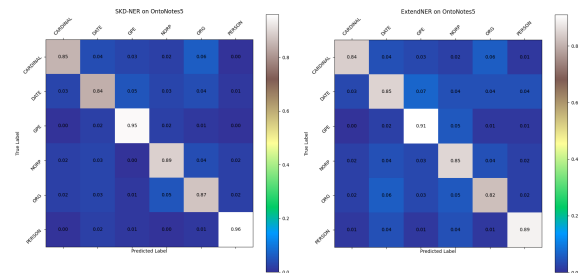 SKD-NER on OntoNotes5
CARDINAL DATE GPE NORP ORG PERSON
CARDINAL 0.85 0.04 0.03 0.02 0.06 0.00
DATE 0.03 0.84 0.05 0.03 0.04 0.01
GPE 0.00 0.02 0.95 0.02 0.01 0.00
NORP 0.02 0.03 0.00 0.89 0.04 0.02
ORG 0.02 0.03 0.01 0.05 0.87 0.02
PERSON 0.00 0.02 0.01 0.00 0.01 0.96
True Label
Predicted Label
0.8
0.6
0.4
0.2
0.0
ExtendNER on OntoNotes5
CARDINAL DATE GPE NORP ORG PERSON
CARDINAL 0.84 0.04 0.03 0.02 0.06 0.01
DATE 0.03 0.85 0.07 0.04 0.04 0.04
GPE 0.00 0.02 0.91 0.05 0.01 0.02
NORP 0.02 0.04 0.03 0.85 0.04 0.02
ORG 0.02 0.06 0.03 0.05 0.82 0.02
PERSON 0.01 0.04 0.01 0.04 0.02 0.89
True Label
Predicted Label
0.8
0.6
0.4
0.2
0.0